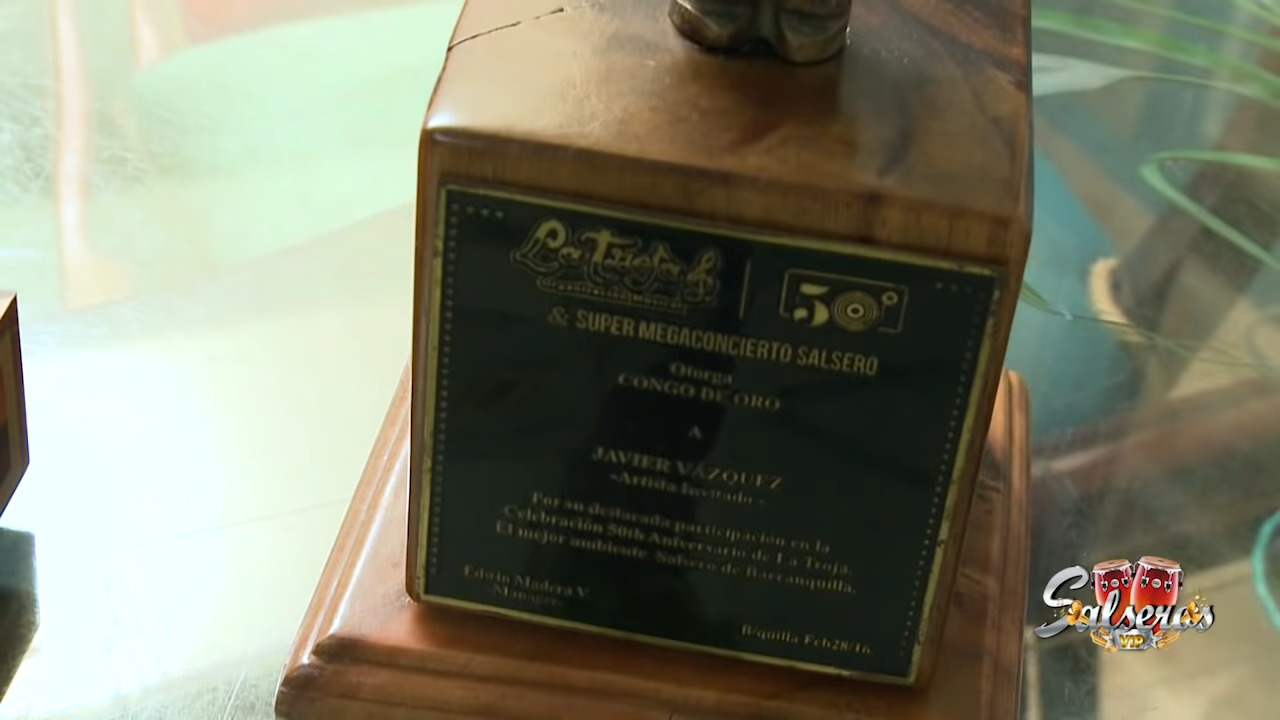 La Troja
Organización Musical
50°
& SUPER MEGACONCIERTO SALSERO
Otorga
CONGO DE ORO
A
JAVIER VÁZQUEZ
-Artista Invitado-
Por su destacada participación en la
Celebración 50th Aniversario de La Troja,
El mejor ambiente Salsero de Barranquilla.
Edwin Madera V.
-Manager-
B/quilla Feb28/16.
Salseros
VIP